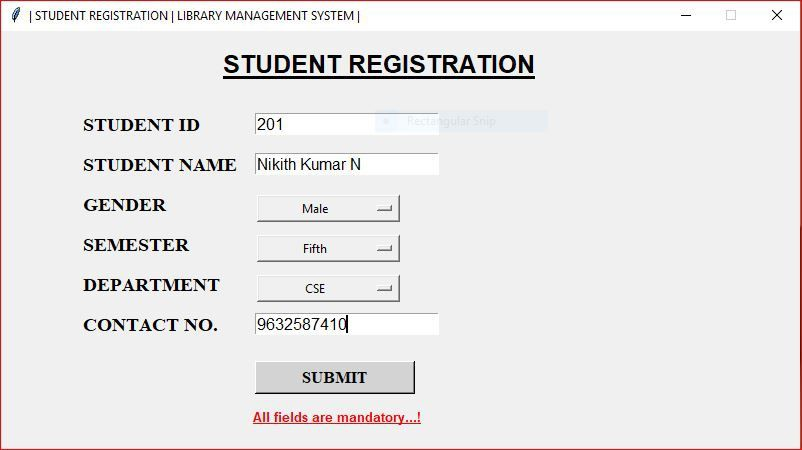 | STUDENT REGISTRATION | LIBRARY MANAGEMENT SYSTEM |
STUDENT REGISTRATION
STUDENT ID 201 Rectangular Snip
STUDENT NAME Nikith Kumar N
GENDER Male
SEMESTER Fifth
DEPARTMENT CSE
CONTACT NO. 9632587410
SUBMIT
All fields are mandatory...!